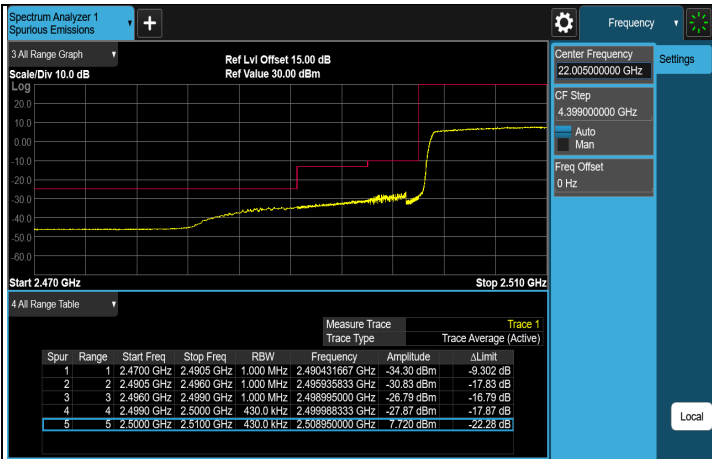 Spectrum Analyzer 1
Spurious Emissions
Frequency
3 All Range Graph
Ref Lvl Offset 15.00 dB
Scale/Div 10.0 dB
Ref Value 30.00 dBm
Log
20.0
10.0
0.00
-10.0
-20.0
-30.0
-40.0
-50.0
-60.0
Start 2.470 GHz
Stop 2.510 GHz
4 All Range Table
Measure Trace Trace 1
Trace Type Trace Average (Active)
Spur Range Start Freq Stop Freq RBW Frequency Amplitude ΔLimit
1 1 2.4700 GHz 2.4905 GHz 1.000 MHz 2.490431667 GHz -34.30 dBm -9.302 dB
2 2 2.4905 GHz 2.4960 GHz 1.000 MHz 2.495935833 GHz -30.83 dBm -17.83 dB
3 3 2.4960 GHz 2.4990 GHz 1.000 MHz 2.498995000 GHz -26.79 dBm -16.79 dB
4 4 2.4990 GHz 2.5000 GHz 430.0 kHz 2.499988333 GHz -27.87 dBm -17.87 dB
5 5 2.5000 GHz 2.5100 GHz 430.0 kHz 2.508950000 GHz 7.720 dBm -22.28 dB
Center Frequency
22.005000000 GHz
Settings
CF Step
4.399000000 GHz
Auto
Man
Freq Offset
0 Hz
Local